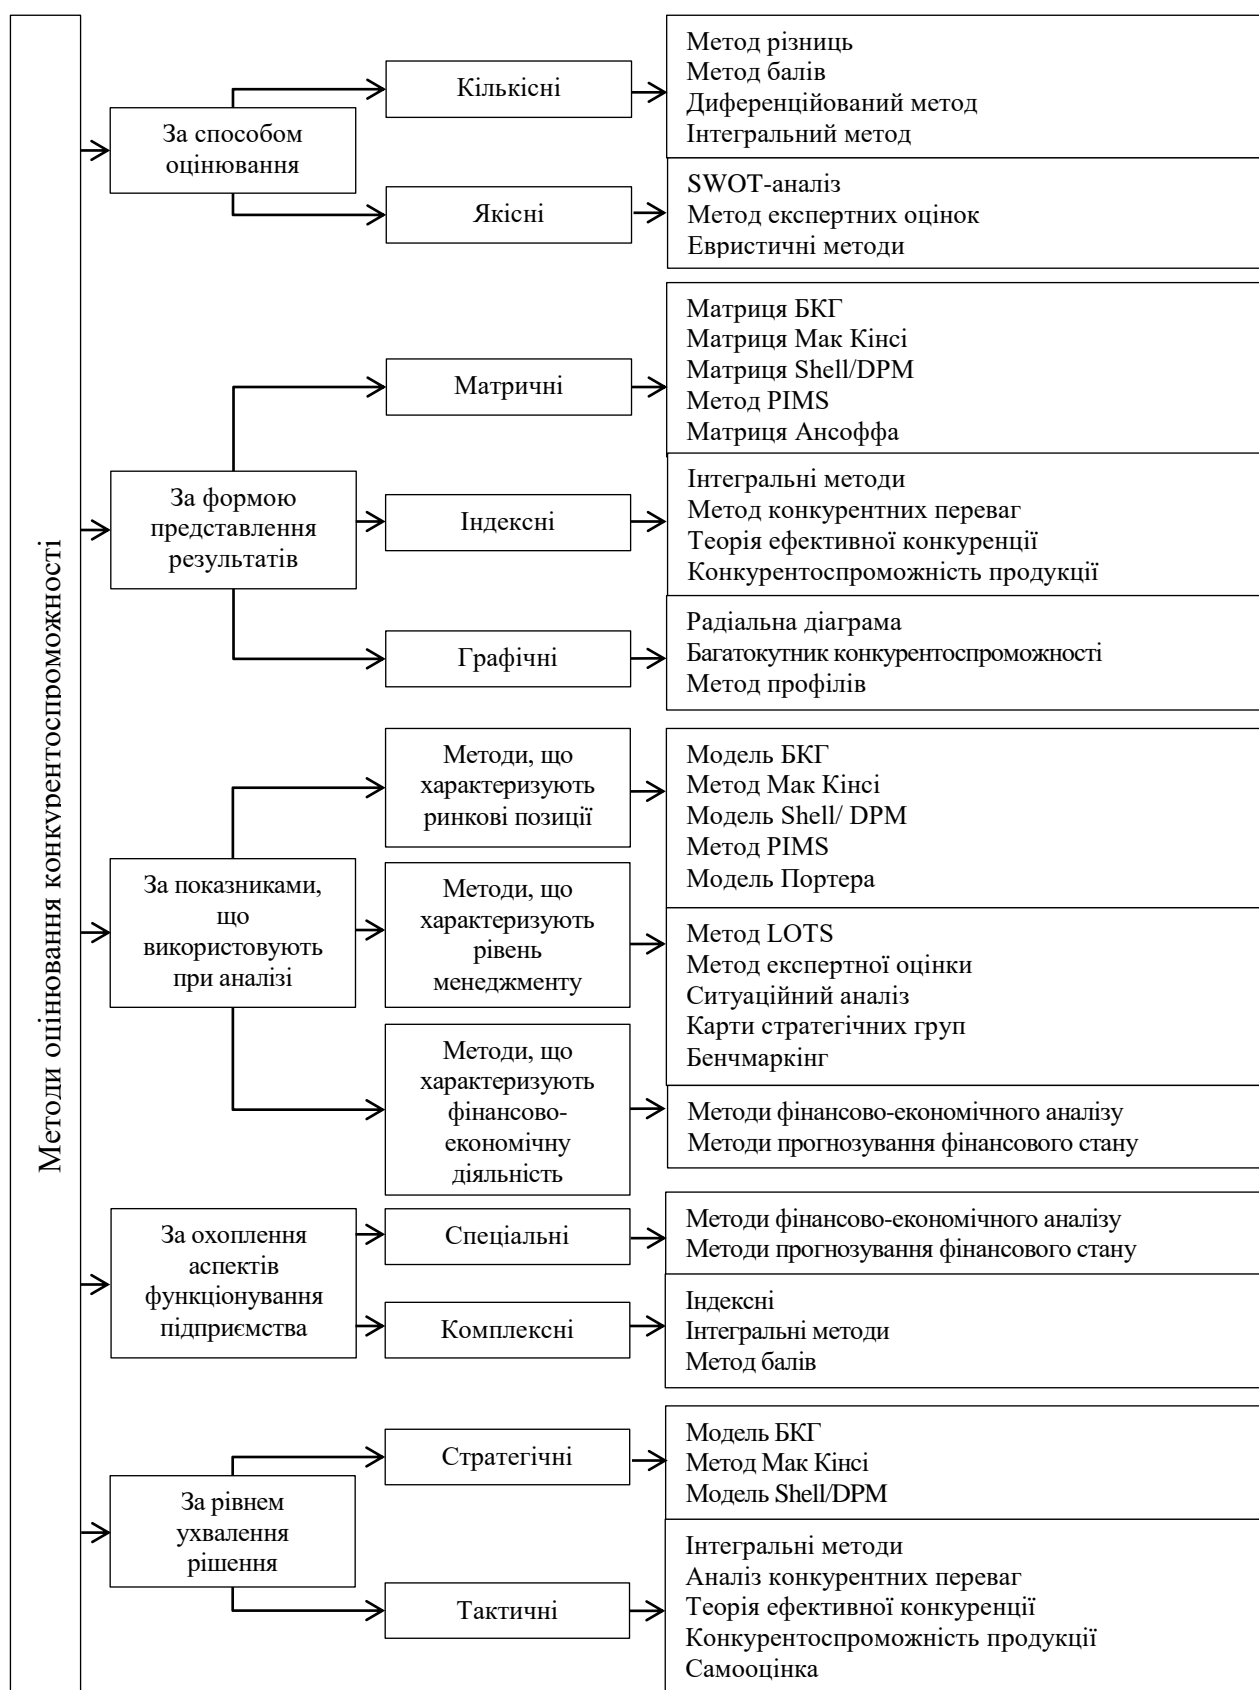 Методи оцінювання конкурентоспроможності
За способом
оцінювання
Кількісні
Метод різниць
Метод балів
Диференційований метод
Інтегральний метод
Якісні
SWOT-аналіз
Метод експертних оцінок
Евристичні методи
За формою
представлення
результатів
Матричні
Матриця БКГ
Матриця Мак Кінсі
Матриця Shell/DPM
Метод PIMS
Матриця Ансоффа
Індексні
Інтегральні методи
Метод конкурентних переваг
Теорія ефективної конкуренції
Конкурентоспроможність продукції
Графічні
Радіальна діаграма
Багатокутник конкурентоспроможності
Метод профілів
За показниками,
що
використовують
при аналізі
Методи, що
характеризують
ринкові позиції
Модель БКГ
Метод Мак Кінсі
Модель Shell/ DPM
Метод PIMS
Модель Портера
Методи, що
характеризують
рівень
менеджменту
Метод LOTS
Метод експертної оцінки
Ситуаційний аналіз
Карти стратегічних груп
Бенчмаркінг
Методи, що
характеризують
фінансово-
економічну
діяльність
Методи фінансово-економічного аналізу
Методи прогнозування фінансового стану
За охоплення
аспектів
функціонування
підприємства
Спеціальні
Методи фінансово-економічного аналізу
Методи прогнозування фінансового стану
Комплексні
Індексні
Інтегральні методи
Метод балів
За рівнем
ухвалення
рішення
Стратегічні
Модель БКГ
Метод Мак Кінсі
Модель Shell/DPM
Тактичні
Інтегральні методи
Аналіз конкурентних переваг
Теорія ефективної конкуренції
Конкурентоспроможність продукції
Самооцінка